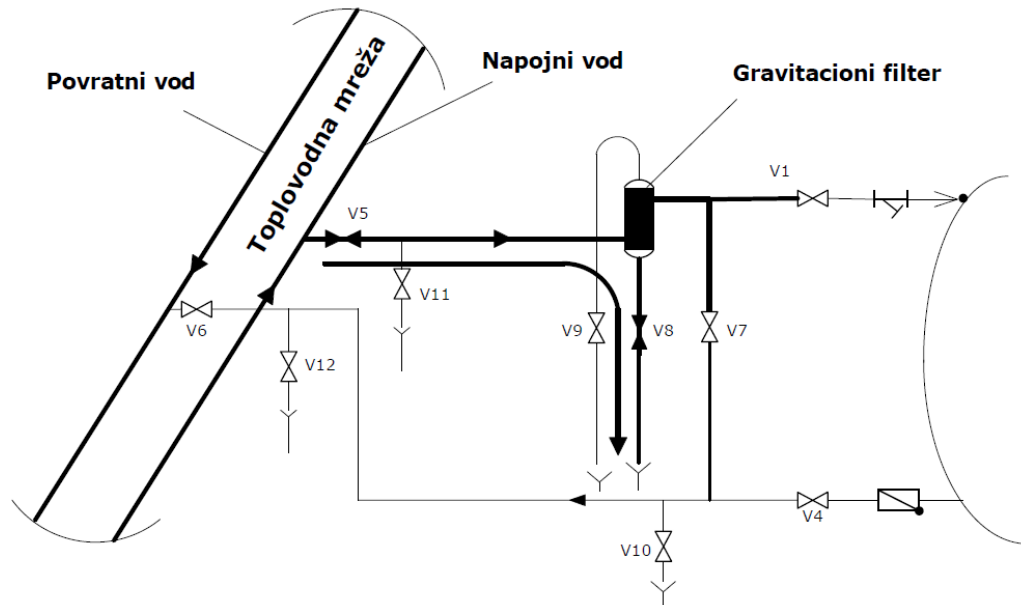 Povratni vod
Toplovodna mreža
Napojni vod
Gravitacioni filter
V1
V5
V11
V6
V9
V8
V7
V12
V4
V10